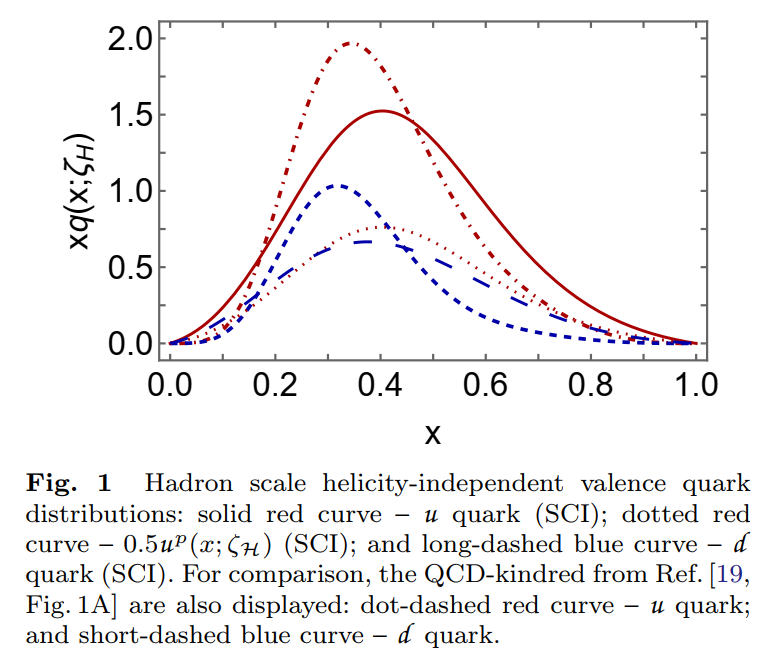 2.0
1.5
1.0
0.5
0.0
xq(x;ζH)
0.0 0.2 0.4 0.6 0.8 1.0
x
Fig. 1 Hadron scale helicity-independent valence quark
distributions: solid red curve – u quark (SCI); dotted red
curve – 0.5uᵖ(x; ζℋ) (SCI); and long-dashed blue curve – d
quark (SCI). For comparison, the QCD-kindred from Ref. [19,
Fig. 1A] are also displayed: dot-dashed red curve – u quark;
and short-dashed blue curve – d quark.